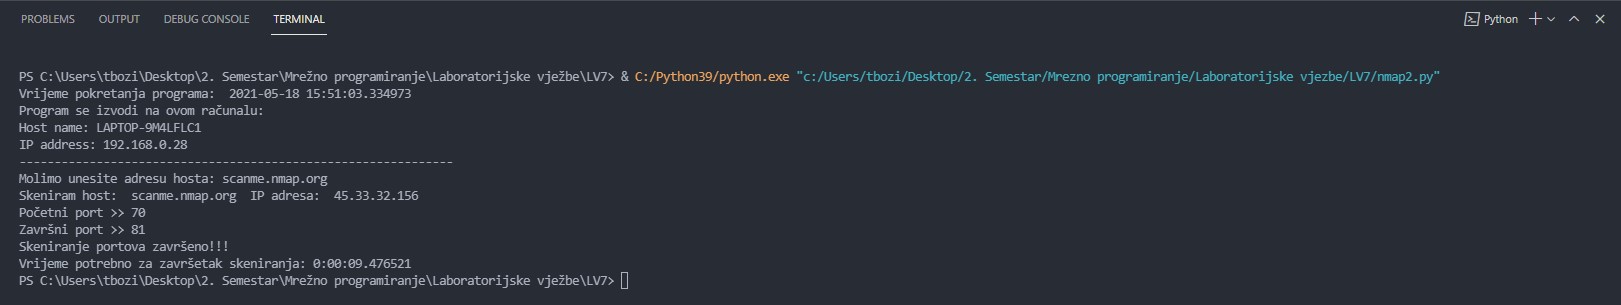 PROBLEMS OUTPUT DEBUG CONSOLE TERMINAL Python
PS C:\Users\tbozi\Desktop\2. Semestar\Mrežno programiranje\Laboratorijske vježbe\LV7> & C:/Python39/python.exe "c:/Users/tbozi/Desktop/2. Semestar/Mrezno programiranje/Laboratorijske vjezbe/LV7/nmap2.py"
Vrijeme pokretanja programa:  2021-05-18 15:51:03.334973
Program se izvodi na ovom računalu:
Host name: LAPTOP-9M4LFLC1
IP address: 192.168.0.28
--------------------------------------------------------------
Molimo unesite adresu hosta: scanme.nmap.org
Skeniram host:  scanme.nmap.org  IP adresa:  45.33.32.156
Početni port >> 70
Završni port >> 81
Skeniranje portova završeno!!!
Vrijeme potrebno za završetak skeniranja: 0:00:09.476521
PS C:\Users\tbozi\Desktop\2. Semestar\Mrežno programiranje\Laboratorijske vježbe\LV7>